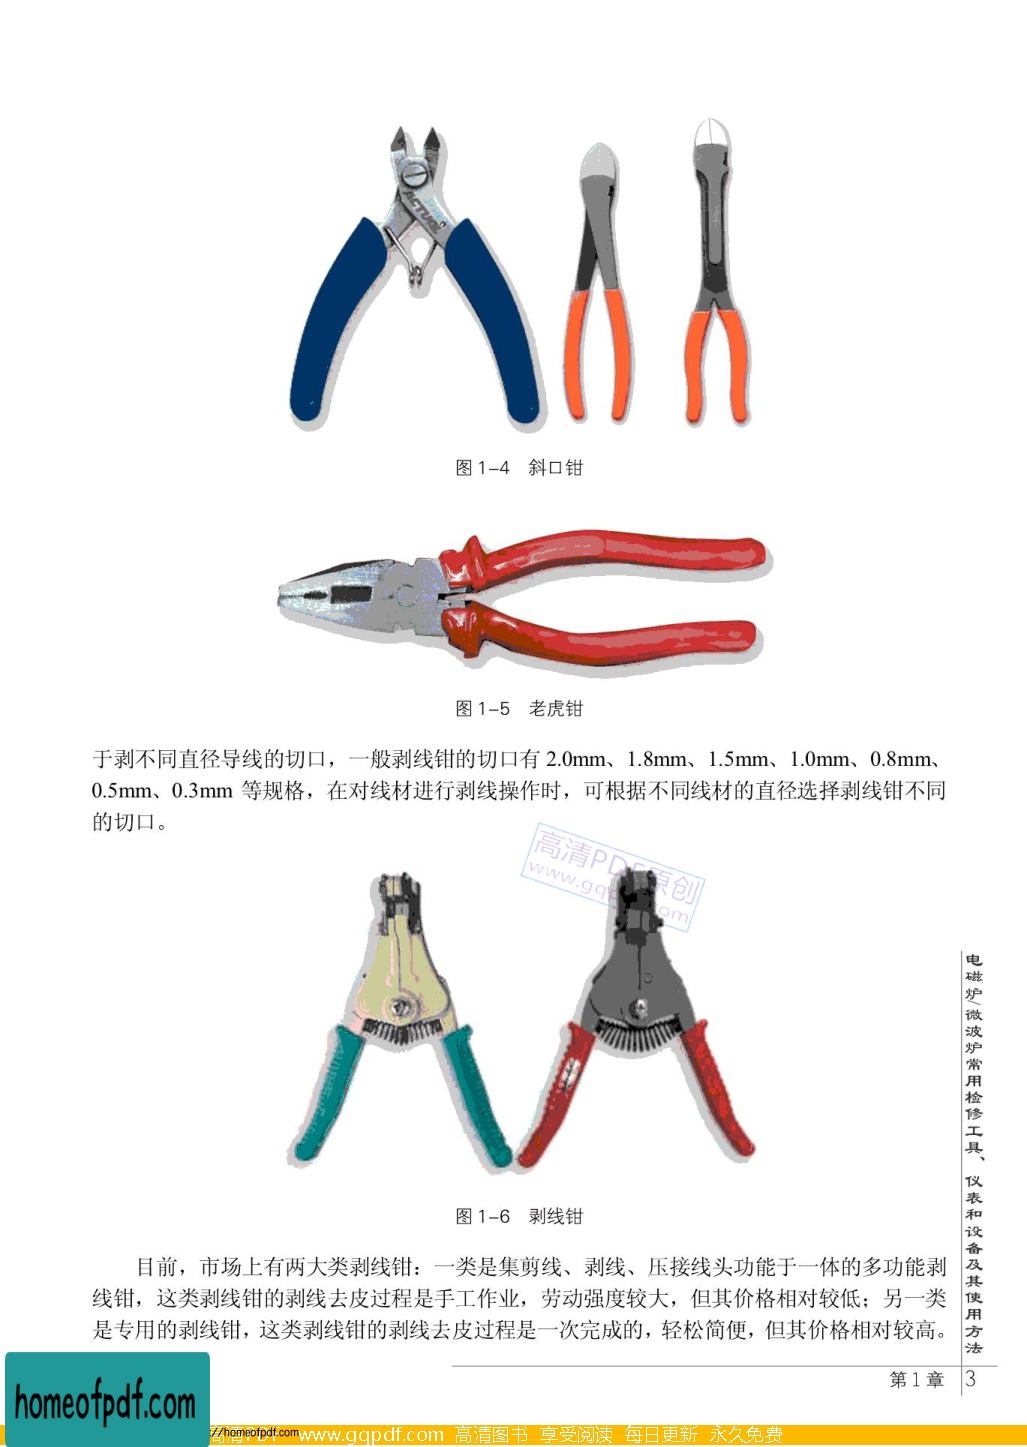 ACTUAL
图 1-4 斜口钳
图 1-5 老虎钳
于剥不同直径导线的切口，一般剥线钳的切口有 2.0mm、1.8mm、1.5mm、1.0mm、0.8mm、
0.5mm、0.3mm 等规格，在对线材进行剥线操作时，可根据不同线材的直径选择剥线钳不同
的切口。
高清PDF原创
图 1-6 剥线钳
目前，市场上有两大类剥线钳：一类是集剪线、剥线、压接线头功能于一体的多功能剥
线钳，这类剥线钳的剥线去皮过程是手工作业，劳动强度较大，但其价格相对较低；另一类
是专用的剥线钳，这类剥线钳的剥线去皮过程是一次完成的，轻松简便，但其价格相对较高。
电磁炉/微波炉常用检修工具、仪表和设备及其使用方法
第 1 章 3
homeofpdf.com
://homeofpdf.com
www.gqpdf.com 高清图书 享受阅读 每日更新 永久免费